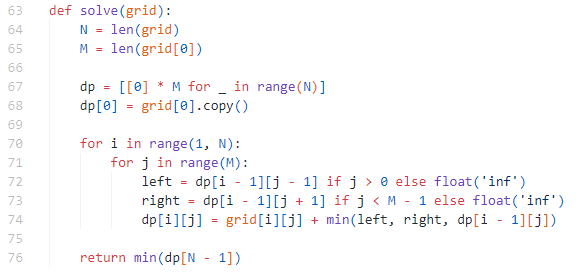 63 def solve(grid):
64     N = len(grid)
65     M = len(grid[0])
66
67     dp = [[0] * M for _ in range(N)]
68     dp[0] = grid[0].copy()
69
70     for i in range(1, N):
71         for j in range(M):
72             left = dp[i - 1][j - 1] if j > 0 else float('inf')
73             right = dp[i - 1][j + 1] if j < M - 1 else float('inf')
74             dp[i][j] = grid[i][j] + min(left, right, dp[i - 1][j])
75
76     return min(dp[N - 1])